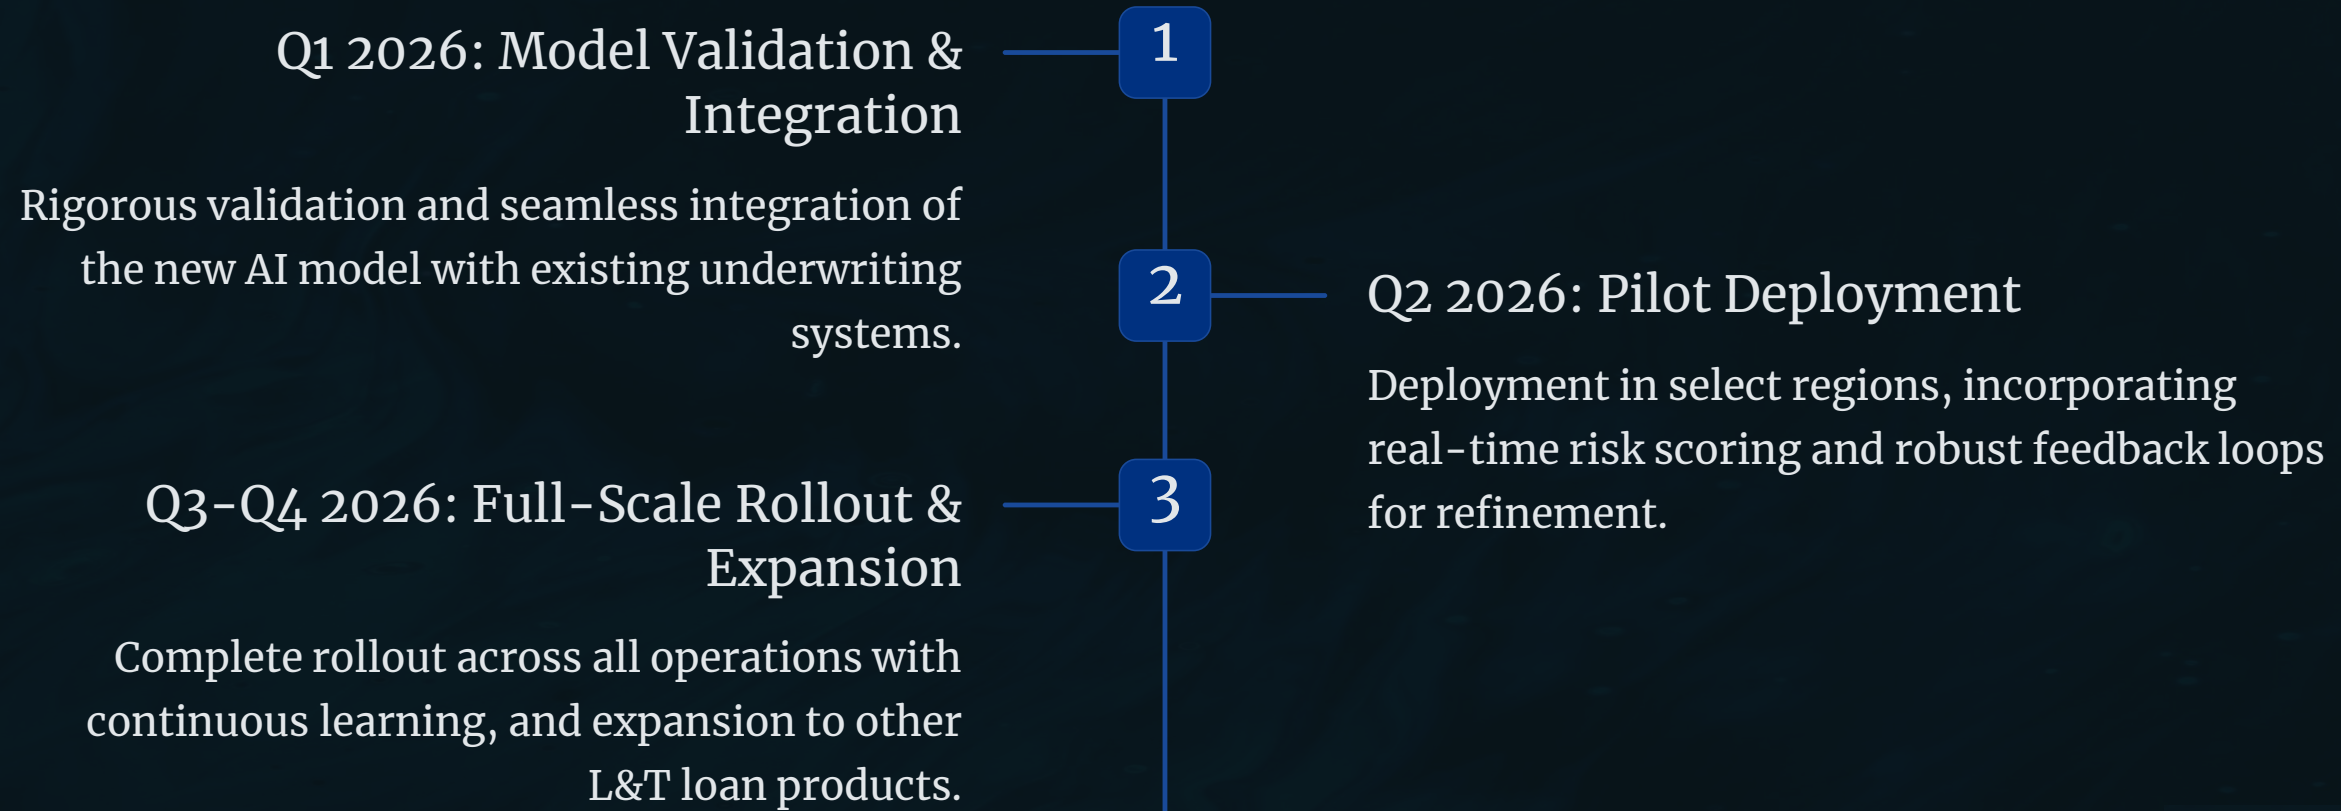 1
Q1 2026: Model Validation &
Integration
Rigorous validation and seamless integration of
the new AI model with existing underwriting
systems.
2
Q2 2026: Pilot Deployment
Deployment in select regions, incorporating
real-time risk scoring and robust feedback loops
for refinement.
3
Q3-Q4 2026: Full-Scale Rollout &
Expansion
Complete rollout across all operations with
continuous learning, and expansion to other
L&T loan products.